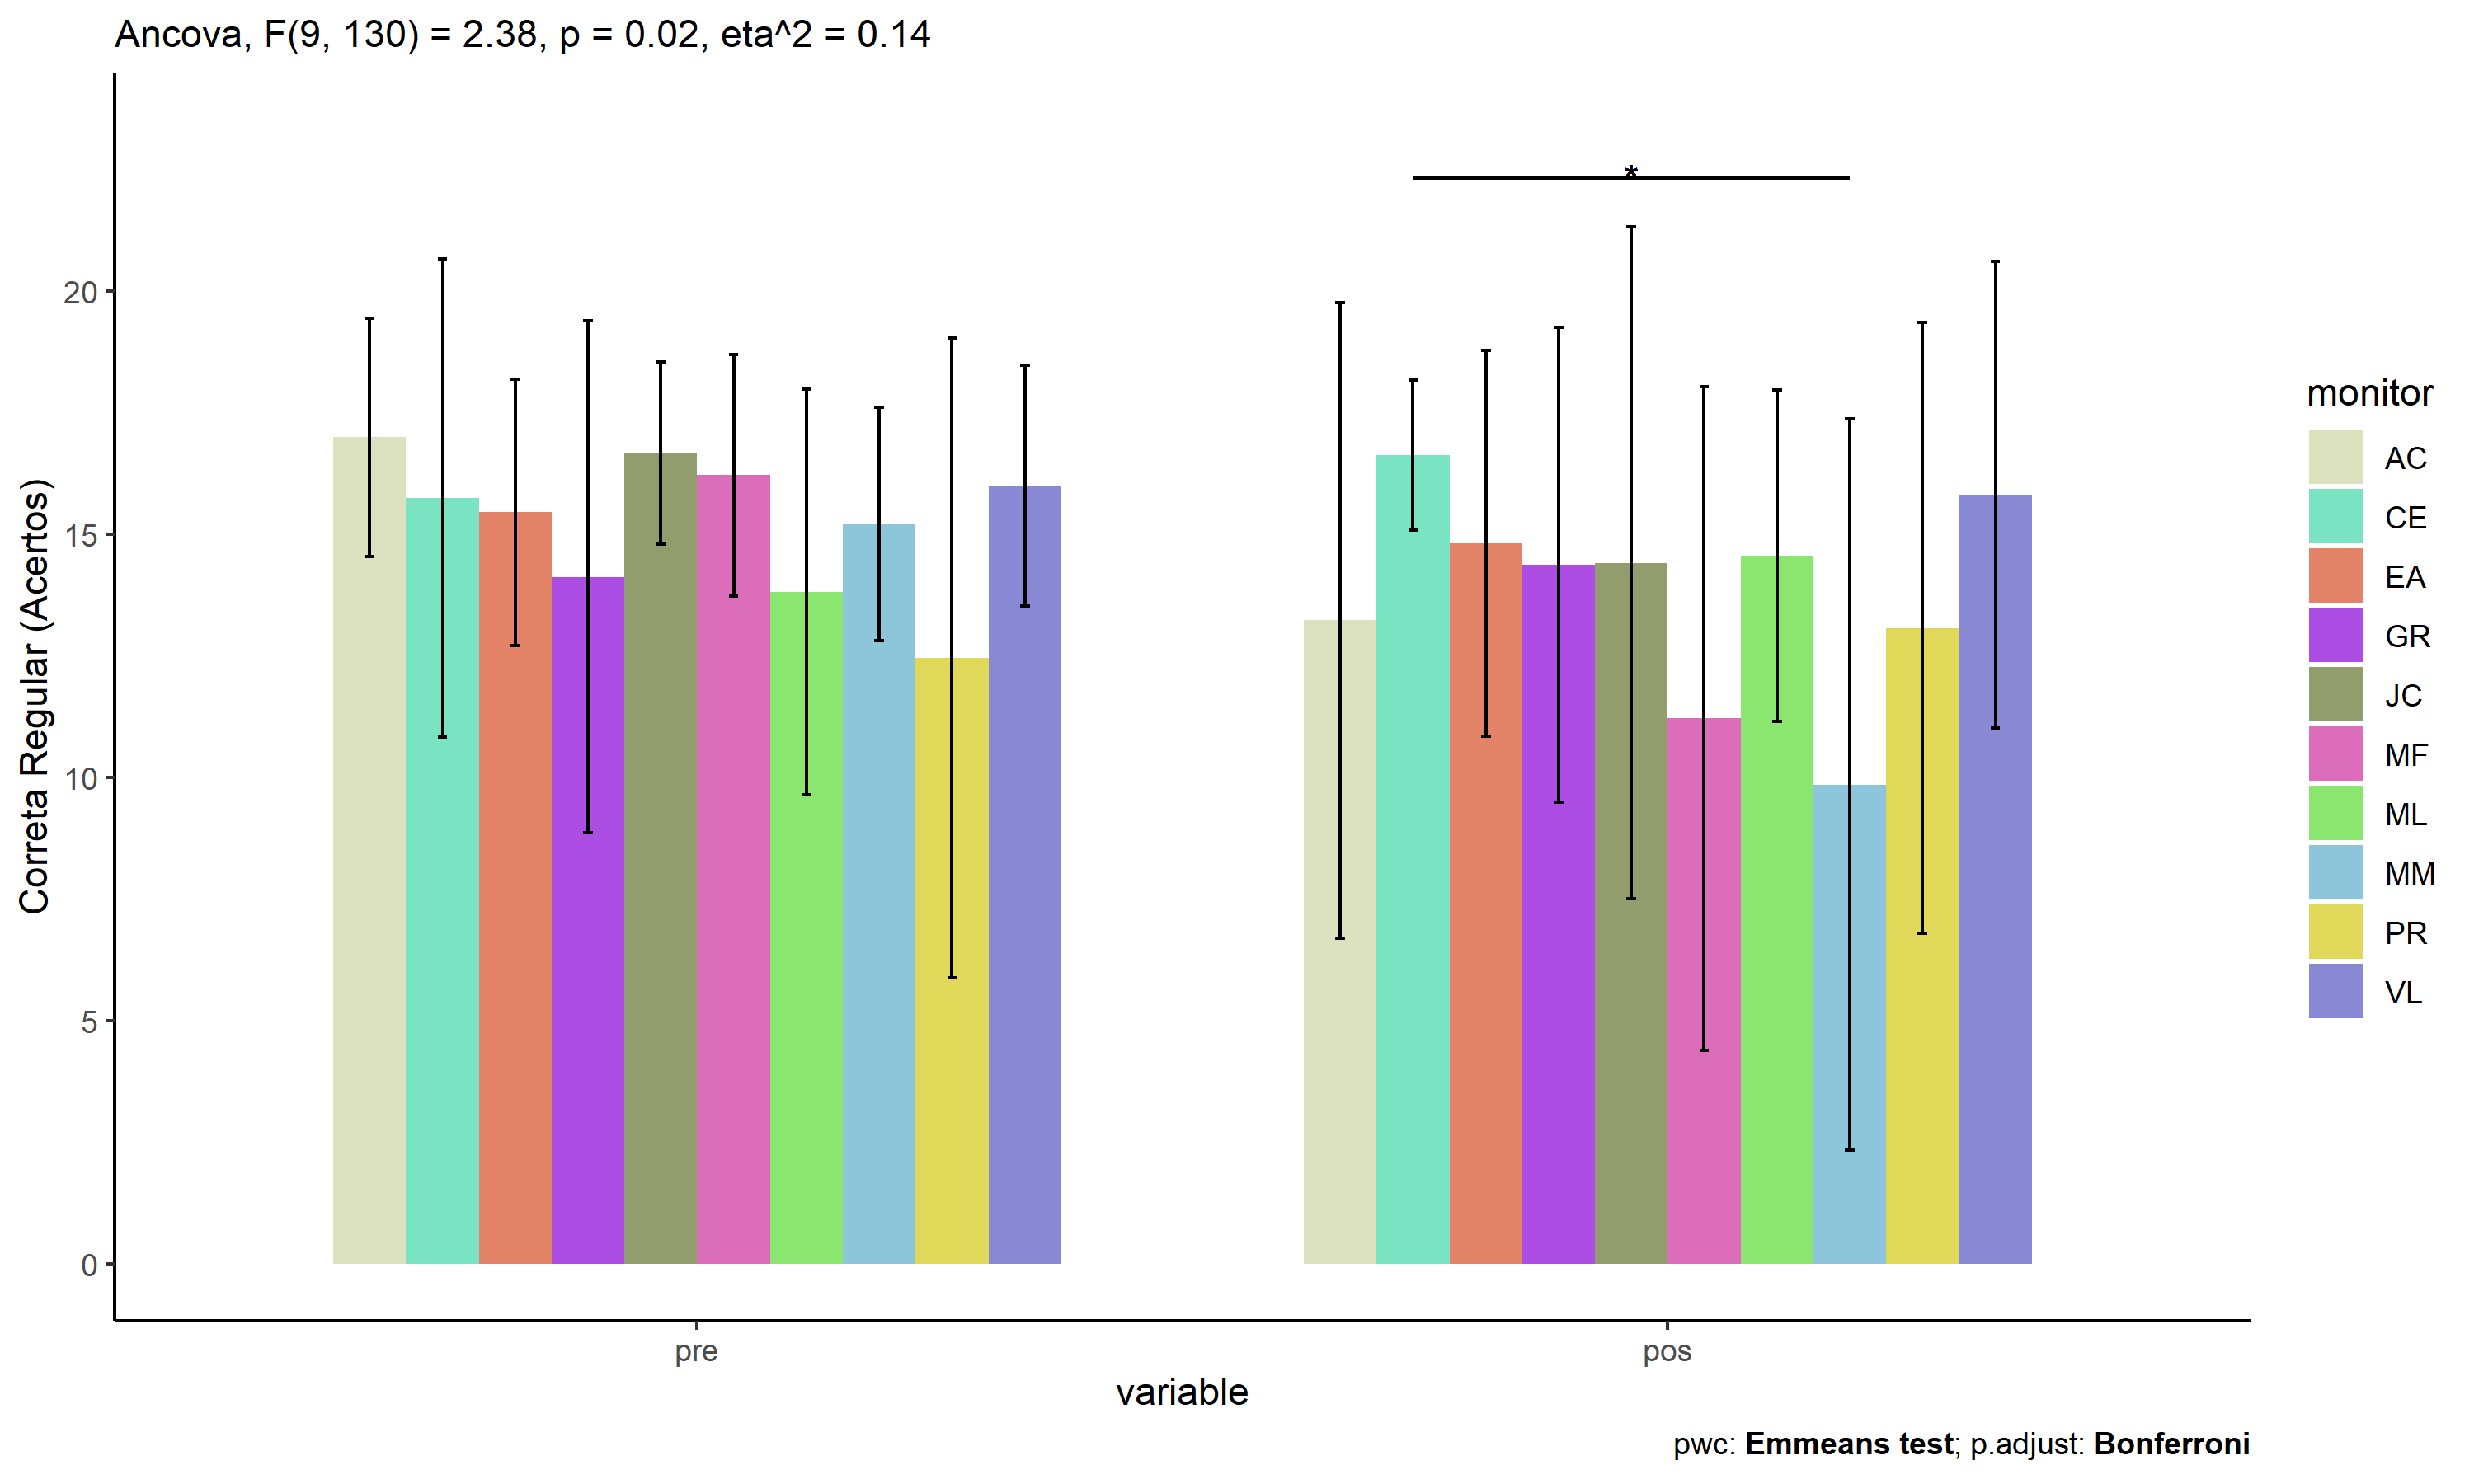 Ancova, F(9, 130) = 2.38, p = 0.02, eta^2 = 0.14
*
Correta Regular (Acertos)
20
15
10
5
0
pre
pos
variable
monitor
AC
CE
EA
GR
JC
MF
ML
MM
PR
VL
pwc: Emmeans test; p.adjust: Bonferroni